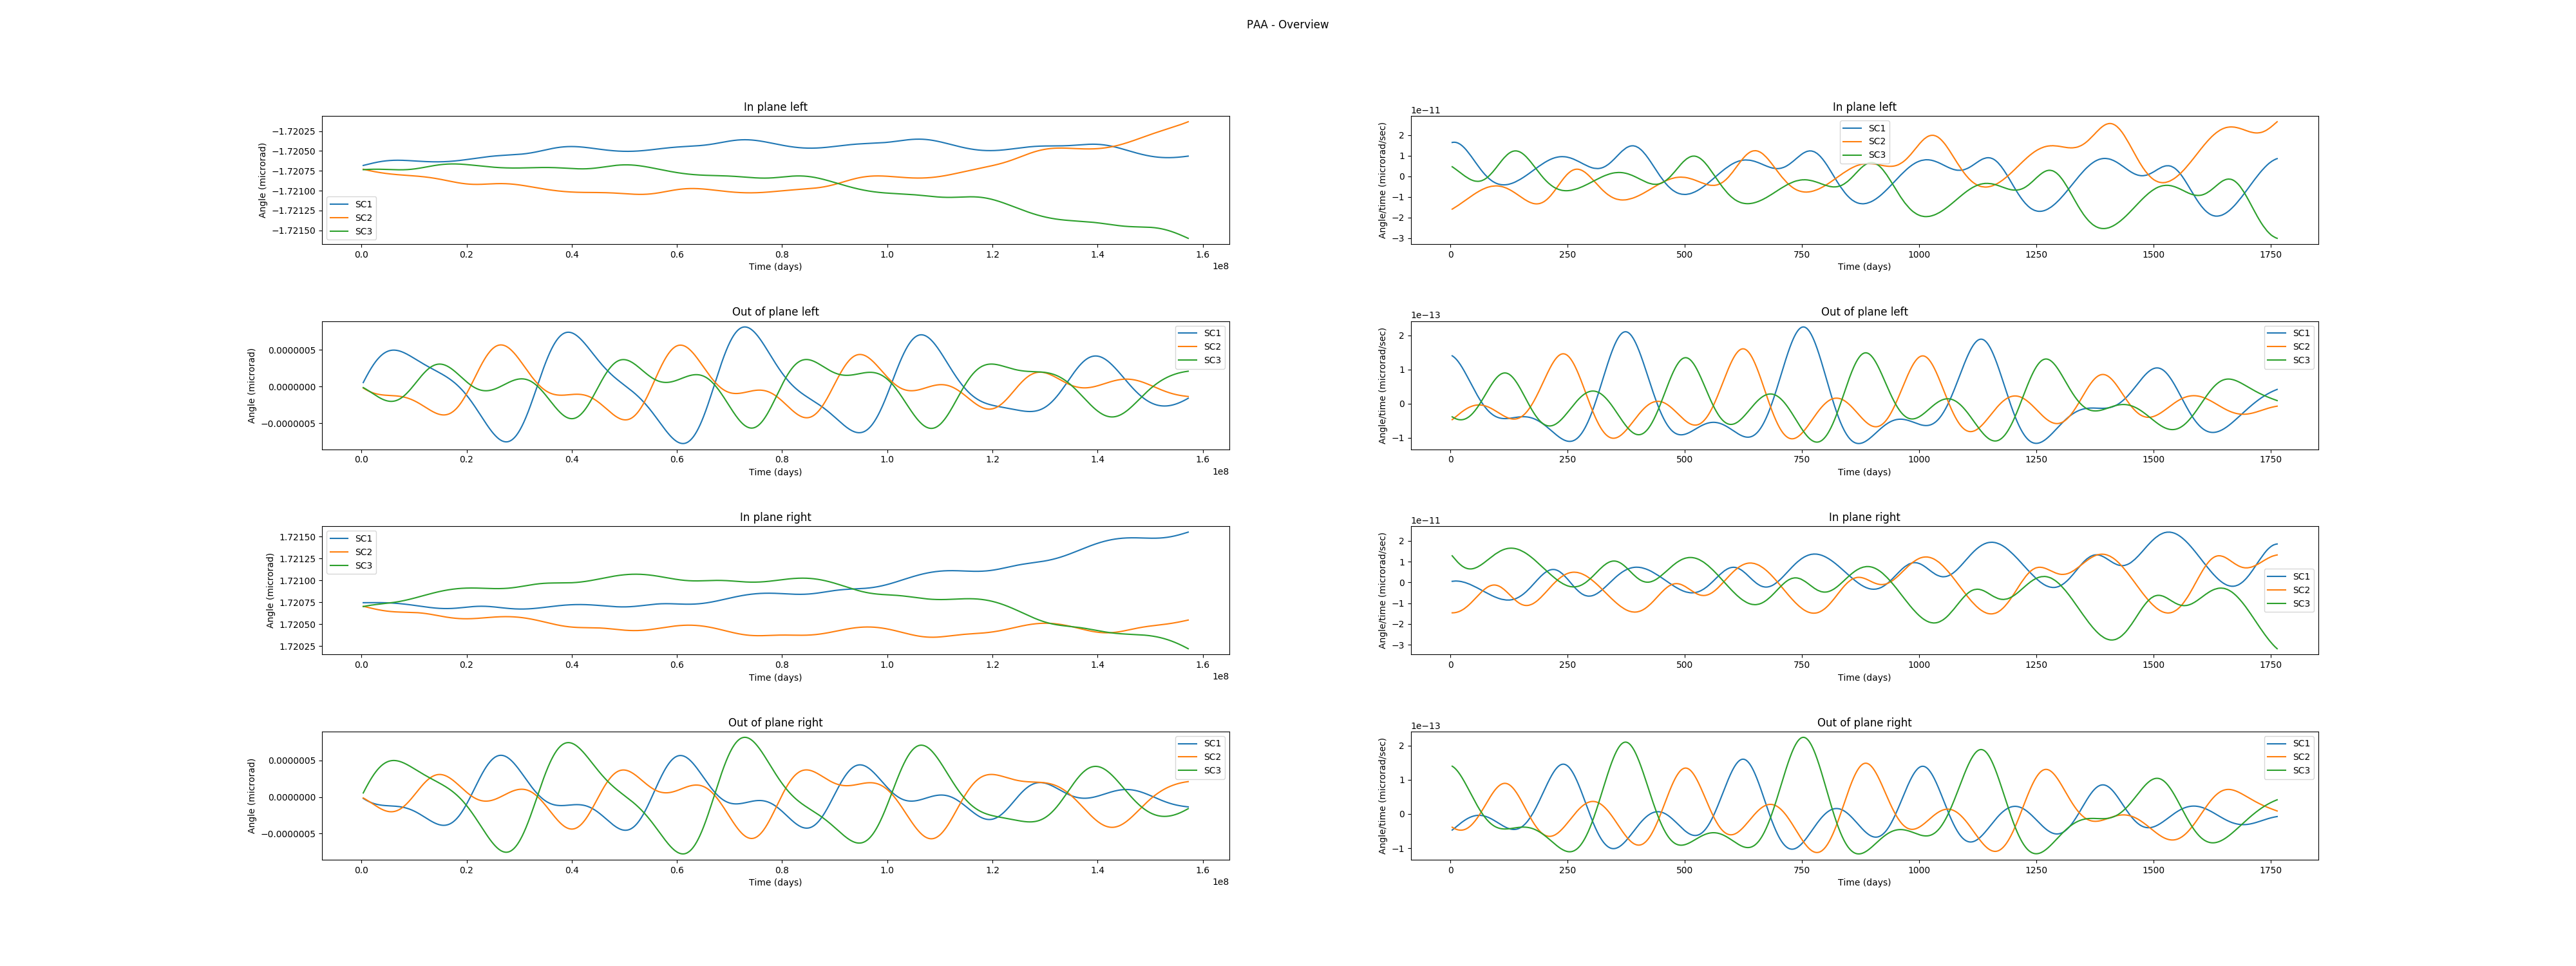 PAA - Overview
In plane left
Angle (microrad)
−1.72025
−1.72050
−1.72075
−1.72100
−1.72125
−1.72150
SC1
SC2
SC3
0.0 0.2 0.4 0.6 0.8 1.0 1.2 1.4 1.6
1e8
Time (days)
In plane left
1e−11
Angle/time (microrad/sec)
2
1
0
−1
−2
−3
SC1
SC2
SC3
0 250 500 750 1000 1250 1500 1750
Time (days)
Out of plane left
Angle (microrad)
0.0000005
0.0000000
−0.0000005
SC1
SC2
SC3
0.0 0.2 0.4 0.6 0.8 1.0 1.2 1.4 1.6
1e8
Time (days)
Out of plane left
1e−13
Angle/time (microrad/sec)
2
1
0
−1
SC1
SC2
SC3
0 250 500 750 1000 1250 1500 1750
Time (days)
In plane right
Angle (microrad)
1.72150
1.72125
1.72100
1.72075
1.72050
1.72025
SC1
SC2
SC3
0.0 0.2 0.4 0.6 0.8 1.0 1.2 1.4 1.6
1e8
Time (days)
In plane right
1e−11
Angle/time (microrad/sec)
2
1
0
−1
−2
−3
SC1
SC2
SC3
0 250 500 750 1000 1250 1500 1750
Time (days)
Out of plane right
Angle (microrad)
0.0000005
0.0000000
−0.0000005
SC1
SC2
SC3
0.0 0.2 0.4 0.6 0.8 1.0 1.2 1.4 1.6
1e8
Time (days)
Out of plane right
1e−13
Angle/time (microrad/sec)
2
1
0
−1
SC1
SC2
SC3
0 250 500 750 1000 1250 1500 1750
Time (days)